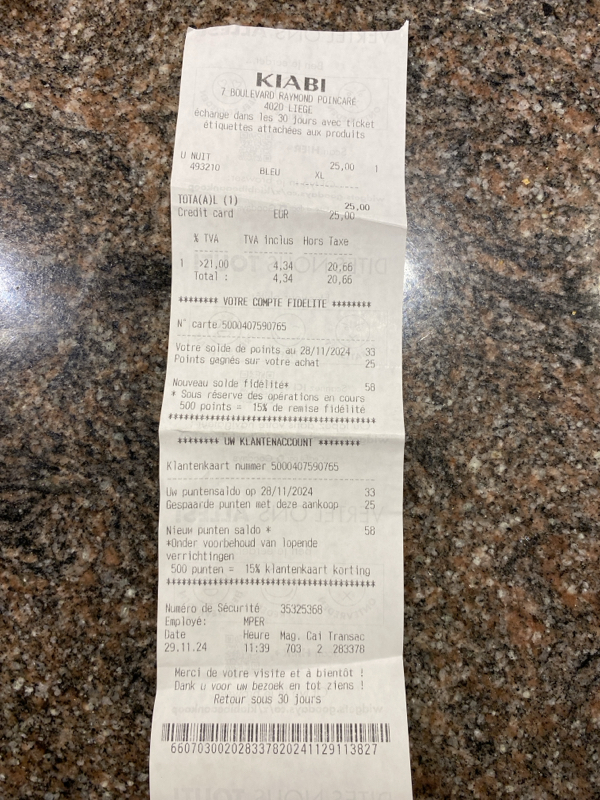 KIABI
7 BOULEVARD RAYMOND POINCARE
4020 LIEGE
échange dans les 30 jours avec ticket
étiquettes attachées aux produits
U NUIT 25,00 1
493210 BLEU XL
TOTA(A)L (1) 25,00
Credit card EUR 25,00
% TVA TVA inclus Hors Taxe
1 >21,00 4,34 20,66
Total : 4,34 20,66
******** VOTRE COMPTE FIDELITE ********
N° carte 5000407590765
Votre solde de points au 28/11/2024 33
Points gagnés sur votre achat 25
Nouveau solde fidélité* 58
* Sous réserve des opérations en cours
500 points = 15% de remise fidélité
****************************************
******** UW KLANTENACCOUNT ********
Klantenkaart nummer 5000407590765
Uw puntensaldo op 28/11/2024 33
Gespaarde punten met deze aankoop 25
Nieuw punten saldo * 58
*Onder voorbehoud van lopende
verrichtingen
500 punten = 15% klantenkaart korting
****************************************
Numéro de Sécurité 35325368
Employé: MPER
Date Heure Mag. Cai Transac
29.11.24 11:39 703 2 283378
Merci de votre visite et à bientôt !
Dank u voor uw bezoek en tot ziens !
Retour sous 30 jours
66070300202833782024112911382​7